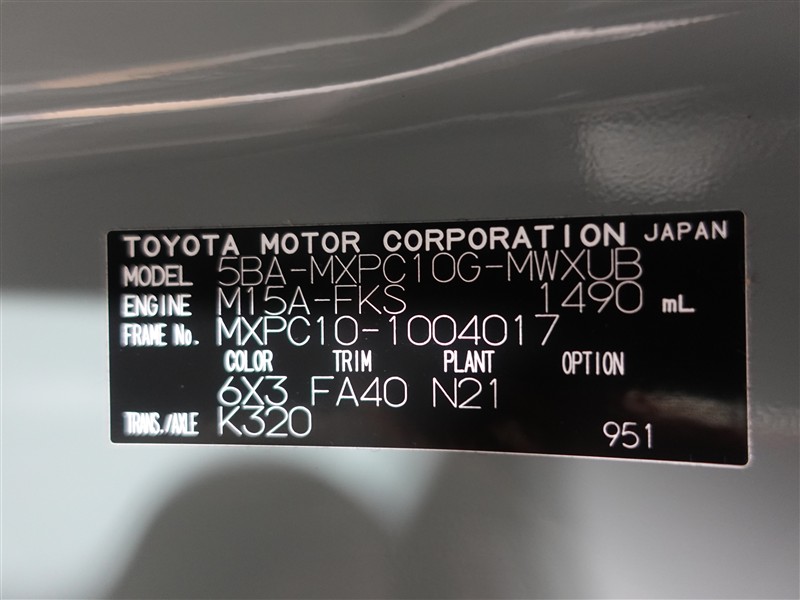 TOYOTA MOTOR CORPORATION JAPAN
MODEL 5BA-MXPC10G-MWXUB
ENGINE M15A-FKS 1490 mL
FRAME No. MXPC10-1004017
COLOR TRIM PLANT OPTION
6X3 FA40 N21
TRANS./AXLE K320
951